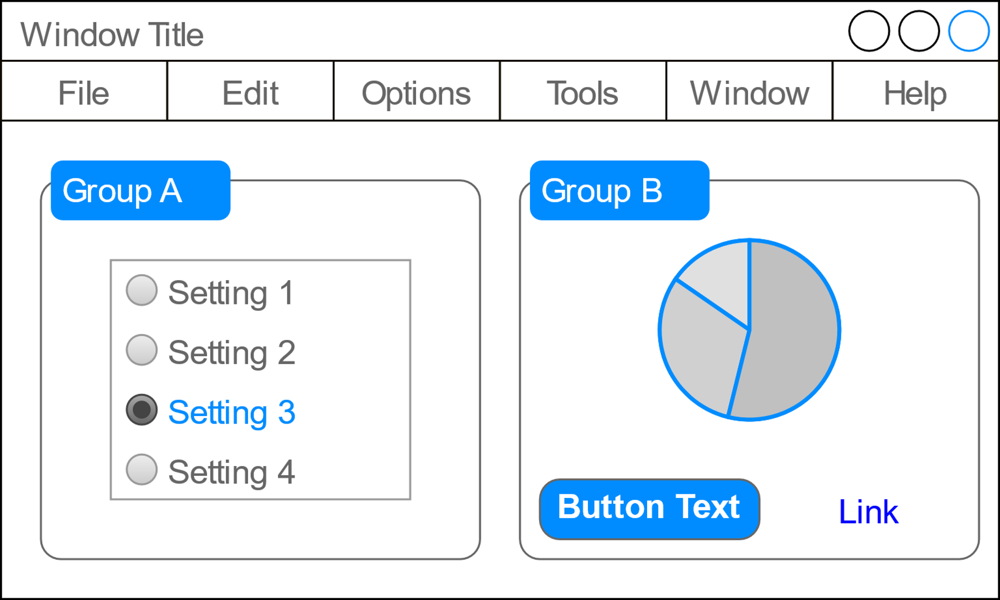 Window Title
File Edit Options Tools Window Help
Group A
Setting 1
Setting 2
Setting 3
Setting 4
Group B
Button Text
Link